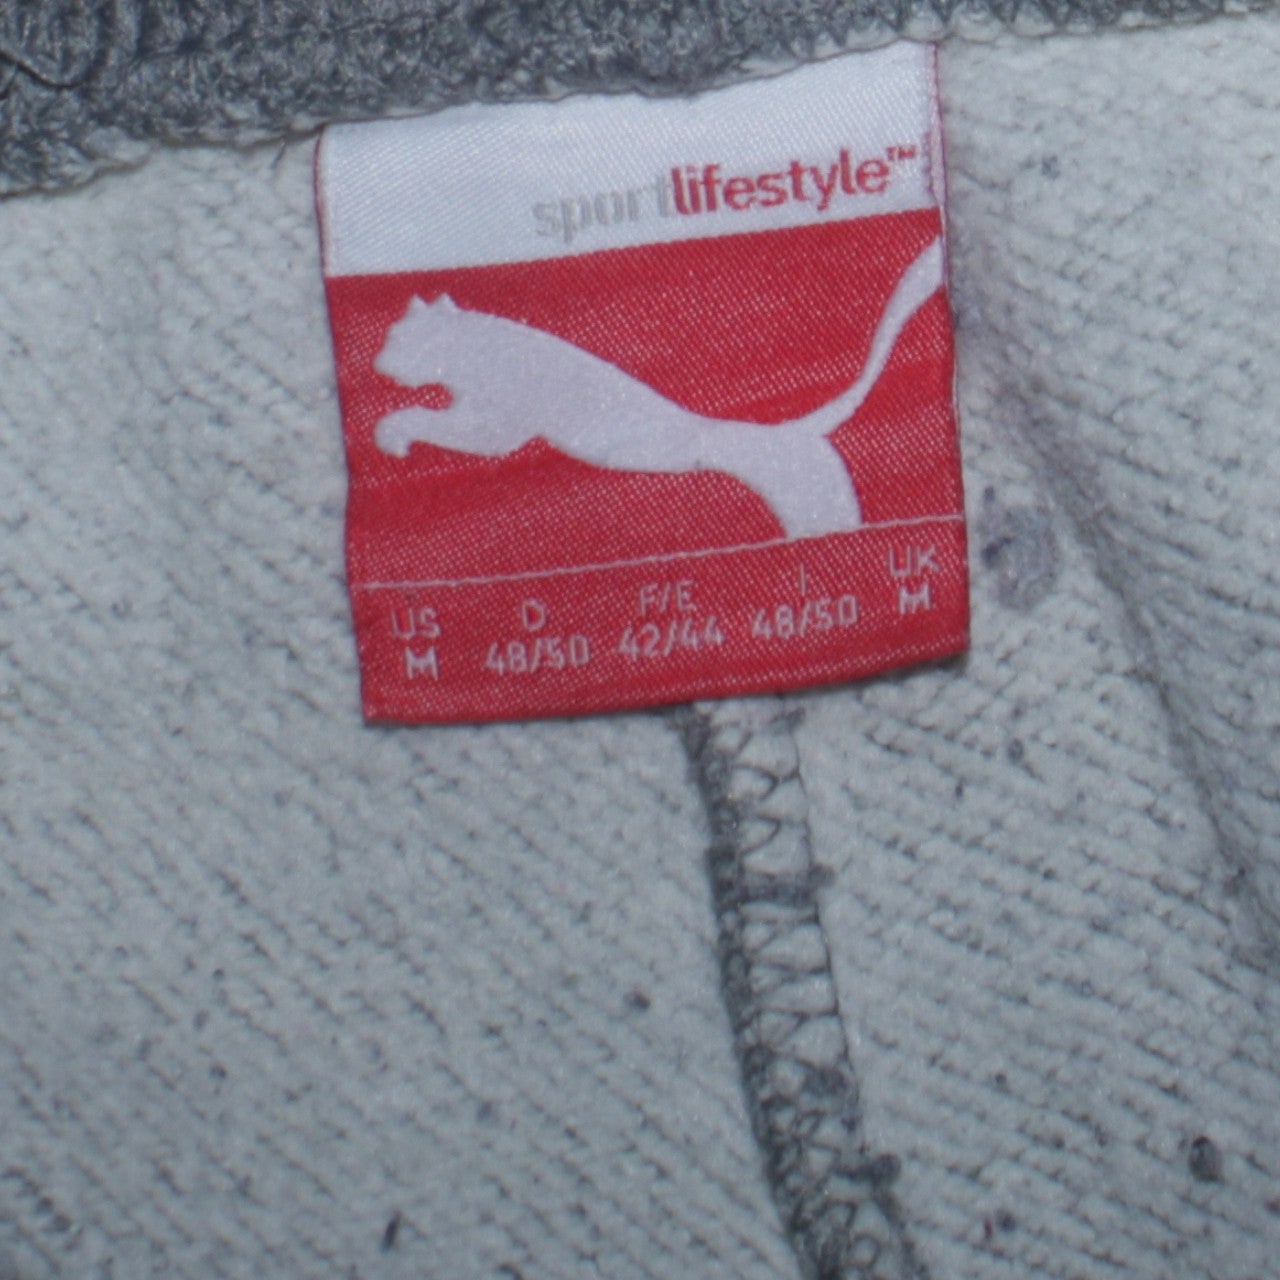 sportlifestyle™
US D F/E I UK
M 48/50 42/44 48/50 M